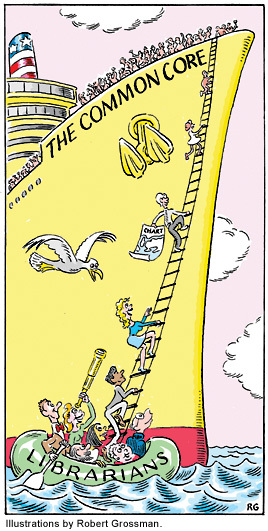 THE COMMON CORE
CHART
LIBRARIANS
RG
Illustrations by Robert Grossman.